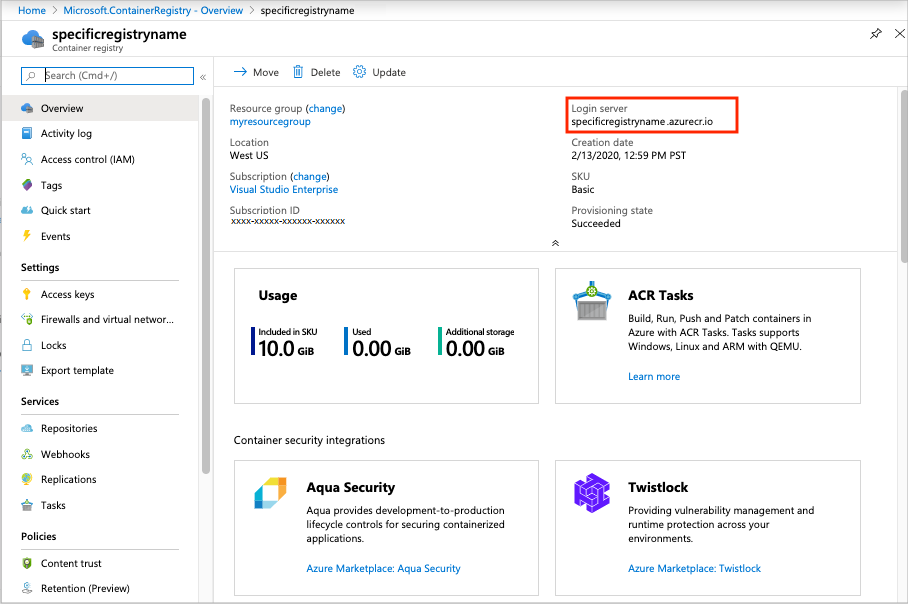 Home > Microsoft.ContainerRegistry - Overview > specificregistryname
specificregistryname
Container registry
Search (Cmd+/)
«
Overview
Activity log
Access control (IAM)
Tags
Quick start
Events
Settings
Access keys
Firewalls and virtual networ...
Locks
Export template
Services
Repositories
Webhooks
Replications
Tasks
Policies
Content trust
Retention (Preview)
Move Delete Update
Resource group (change)
myresourcegroup
Location
West US
Subscription (change)
Visual Studio Enterprise
Subscription ID
xxxx-xxxxx-xxxxxx-xxxxxx
Login server
specificregistryname.azurecr.io
Creation date
2/13/2020, 12:59 PM PST
SKU
Basic
Provisioning state
Succeeded
Usage
Included in SKU
10.0 GiB
Used
0.00 GiB
Additional storage
0.00 GiB
ACR Tasks
Build, Run, Push and Patch containers in
Azure with ACR Tasks. Tasks supports
Windows, Linux and ARM with QEMU.
Learn more
Container security integrations
Aqua Security
Aqua provides development-to-production
lifecycle controls for securing containerized
applications.
Azure Marketplace: Aqua Security
Twistlock
Providing vulnerability management and
runtime protection across your
environments.
Azure Marketplace: Twistlock